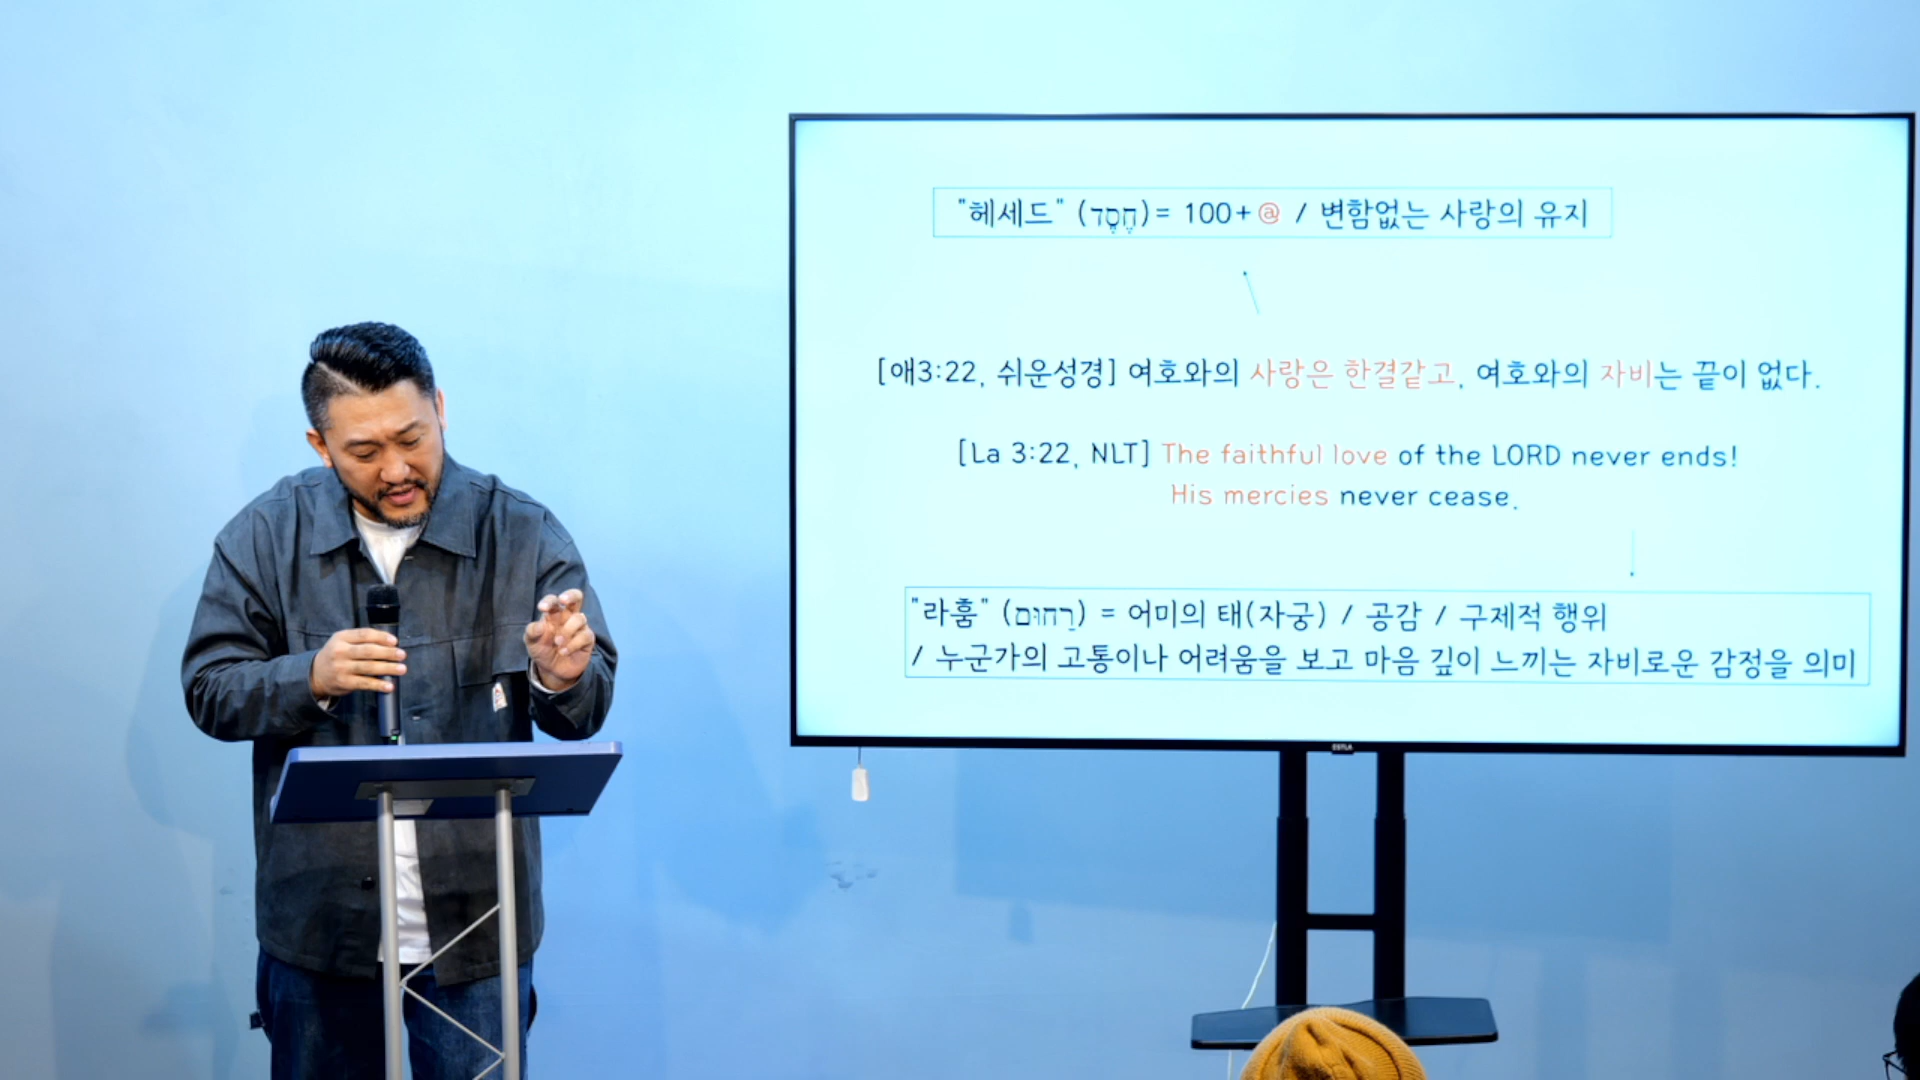 "헤세드" (חֶסֶד)= 100+@ / 변함없는 사랑의 유지
[애3:22, 쉬운성경] 여호와의 사랑은 한결같고, 여호와의 자비는 끝이 없다.
[La 3:22, NLT] The faithful love of the LORD never ends!
His mercies never cease.
"라훔" (רַחוּם) = 어미의 태(자궁) / 공감 / 구제적 행위
/ 누군가의 고통이나 어려움을 보고 마음 깊이 느끼는 자비로운 감정을 의미